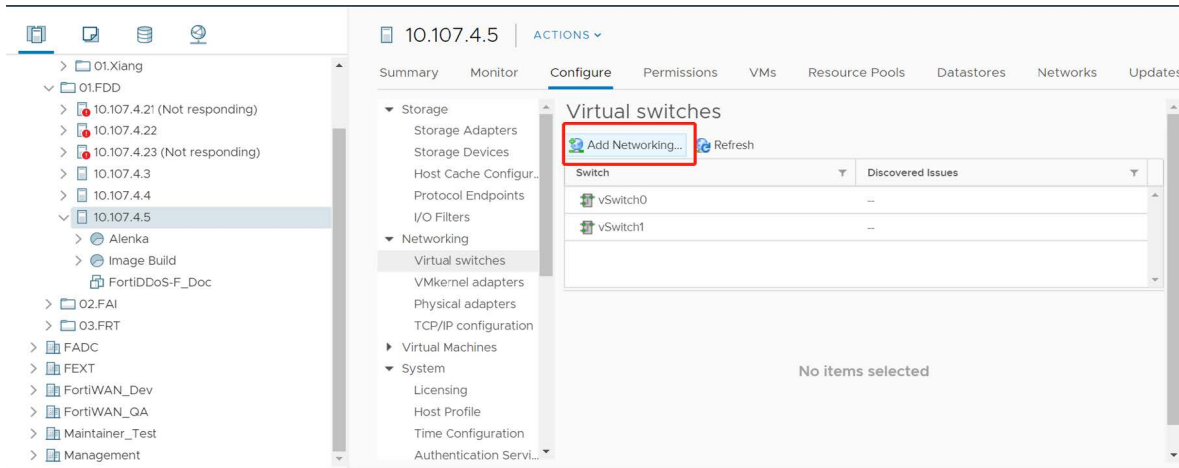 01.Xiang
01.FDD
10.107.4.21 (Not responding)
10.107.4.22
10.107.4.23 (Not responding)
10.107.4.3
10.107.4.4
10.107.4.5
Alenka
Image Build
FortiDDoS-F_Doc
02.FAI
03.FRT
FADC
FEXT
FortiWAN_Dev
FortiWAN_QA
Maintainer_Test
Management
10.107.4.5 ACTIONS
Summary Monitor Configure Permissions VMs Resource Pools Datastores Networks Updates
Storage
Storage Adapters
Storage Devices
Host Cache Configur..
Protocol Endpoints
I/O Filters
Networking
Virtual switches
VMkernel adapters
Physical adapters
TCP/IP configuration
Virtual Machines
System
Licensing
Host Profile
Time Configuration
Authentication Servi...
Virtual switches
Add Networking... Refresh
Switch Discovered Issues
vSwitch0 --
vSwitch1 --
No items selected